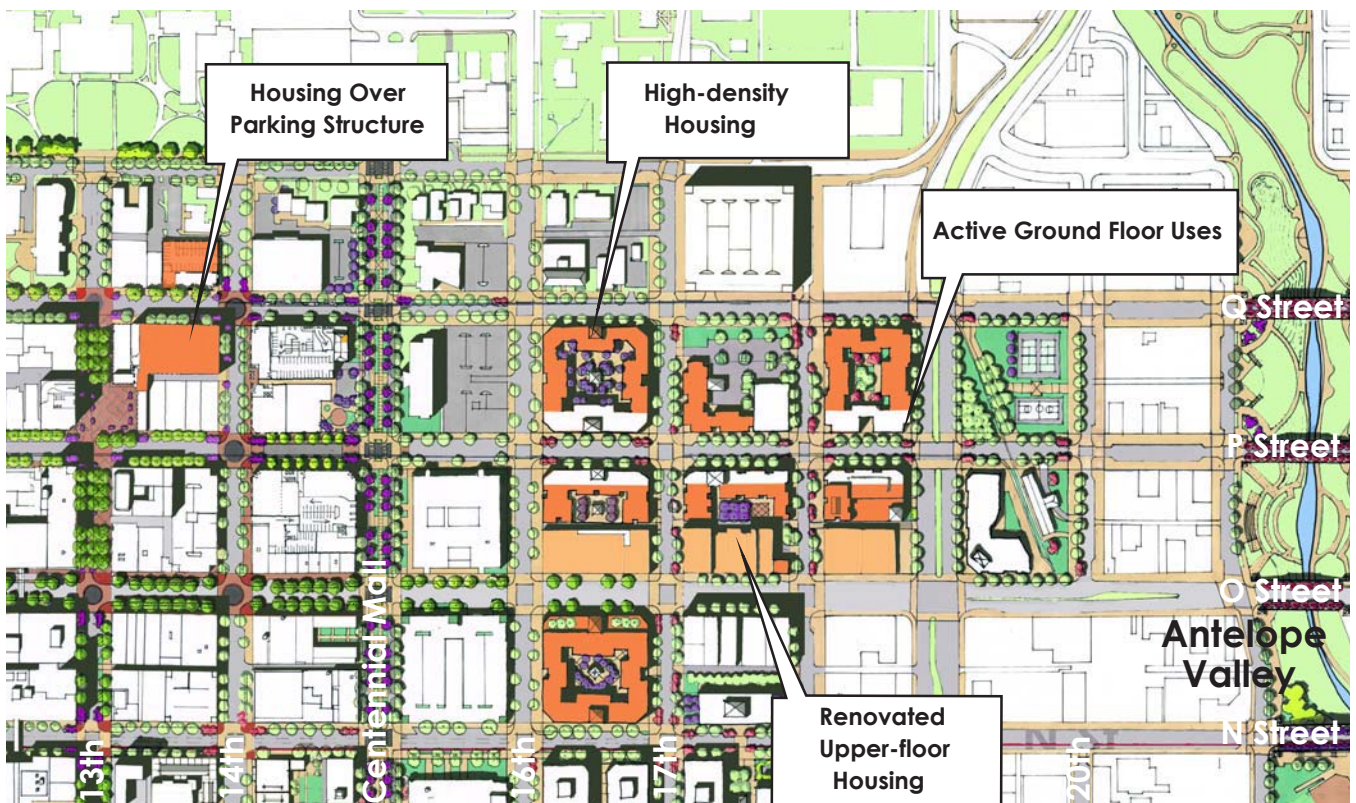 Housing Over
Parking Structure
High-density
Housing
Active Ground Floor Uses
Q Street
P Street
O Street
Antelope
Valley
N Street
Renovated
Upper-floor
Housing
13th
14th
Centennial Mall
16th
17th
20th